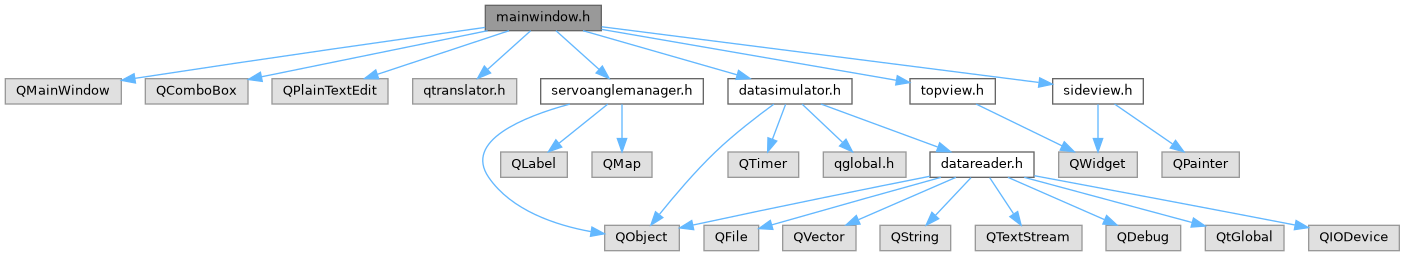 mainwindow.h
QMainWindow
QComboBox
QPlainTextEdit
qtranslator.h
servoanglemanager.h
datasimulator.h
topview.h
sideview.h
QLabel
QMap
QTimer
qglobal.h
datareader.h
QWidget
QPainter
QObject
QFile
QVector
QString
QTextStream
QDebug
QtGlobal
QIODevice